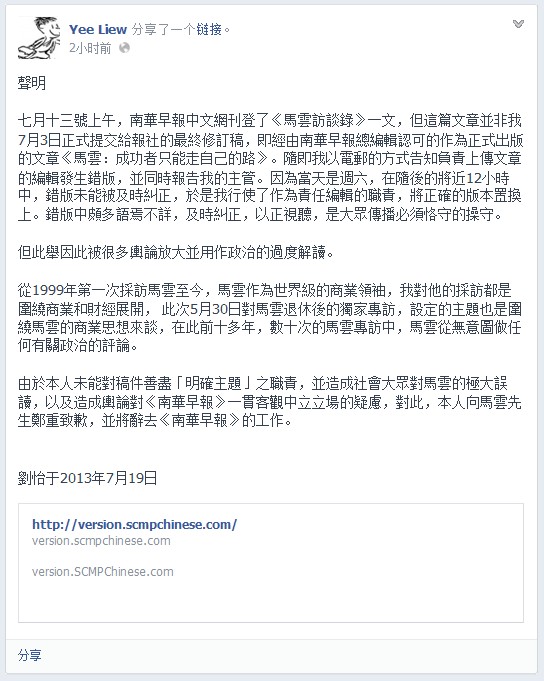 Yee Liew 分享了一个链接。
2小时前
聲明
七月十三號上午，南華早報中文網刊登了《馬雲訪談錄》一文，但這篇文章並非我
7月3日正式提交給報社的最終修訂稿，即經由南華早報總編輯認可的作為正式出版
的文章《馬雲：成功者只能走自己的路》。隨即我以電郵的方式告知負責上傳文章
的編輯發生錯版，並同時報告我的主管。因為當天是週六，在隨後的將近12小時
中，錯版未能被及時糾正，於是我行使了作為責任編輯的職責，將正確的版本置換
上。錯版中頗多語焉不詳，及時糾正，以正視聽，是大眾傳播必須恪守的操守。
但此舉因此被很多輿論放大並用作政治的過度解讀。
從1999年第一次採訪馬雲至今，馬雲作為世界級的商業領袖，我對他的採訪都是
圍繞商業和財經展開， 此次5月30日對馬雲退休後的獨家專訪，設定的主題也是圍
繞馬雲的商業思想來談，在此前十多年，數十次的馬雲專訪中，馬雲從無意圖做任
何有關政治的評論。
由於本人未能對稿件善盡「明確主題」之職責，並造成社會大眾對馬雲的極大誤
讀，以及造成輿論對《南華早報》一貫客觀中立立場的疑慮，對此，本人向馬雲先
生鄭重致歉，並將辭去《南華早報》的工作。
劉怡于2013年7月19日
http://version.scmpchinese.com/
version.scmpchinese.com
version.SCMPChinese.com
分享